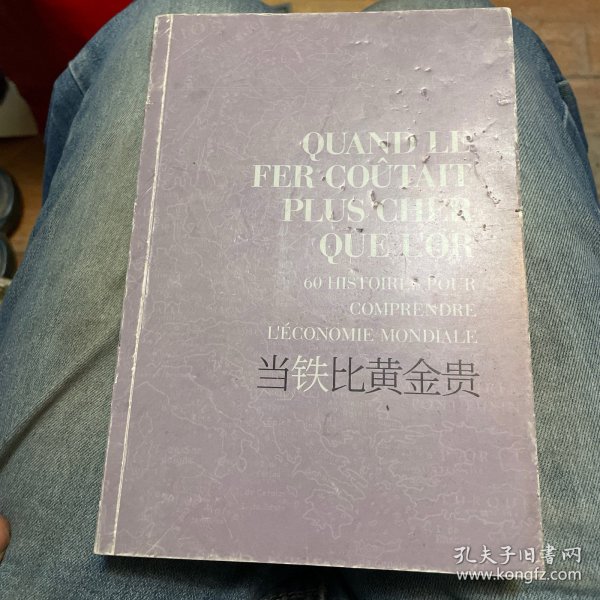 QUAND LE
FER COÛTAIT
PLUS CHER
QUE L'OR
60 HISTOIRES POUR
COMPRENDRE
L'ÉCONOMIE MONDIALE
当铁比黄金贵
孔夫子旧书网
www.kongfz.com